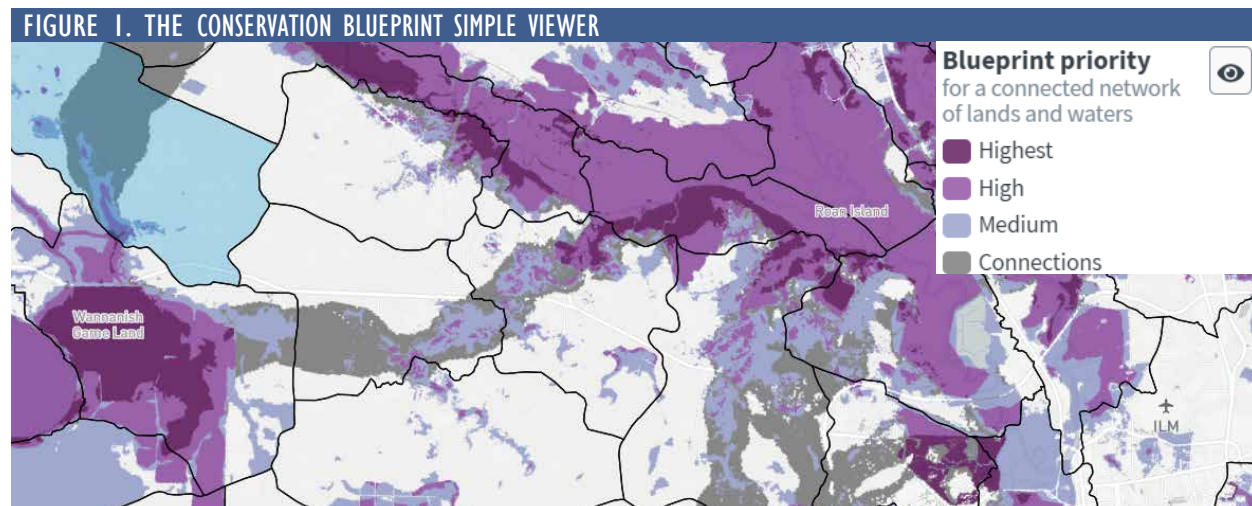 FIGURE 1. THE CONSERVATION BLUEPRINT SIMPLE VIEWER
Blueprint priority
for a connected network
of lands and waters
Highest
High
Medium
Connections
Roan Island
Wannanish
Game Land
ILM